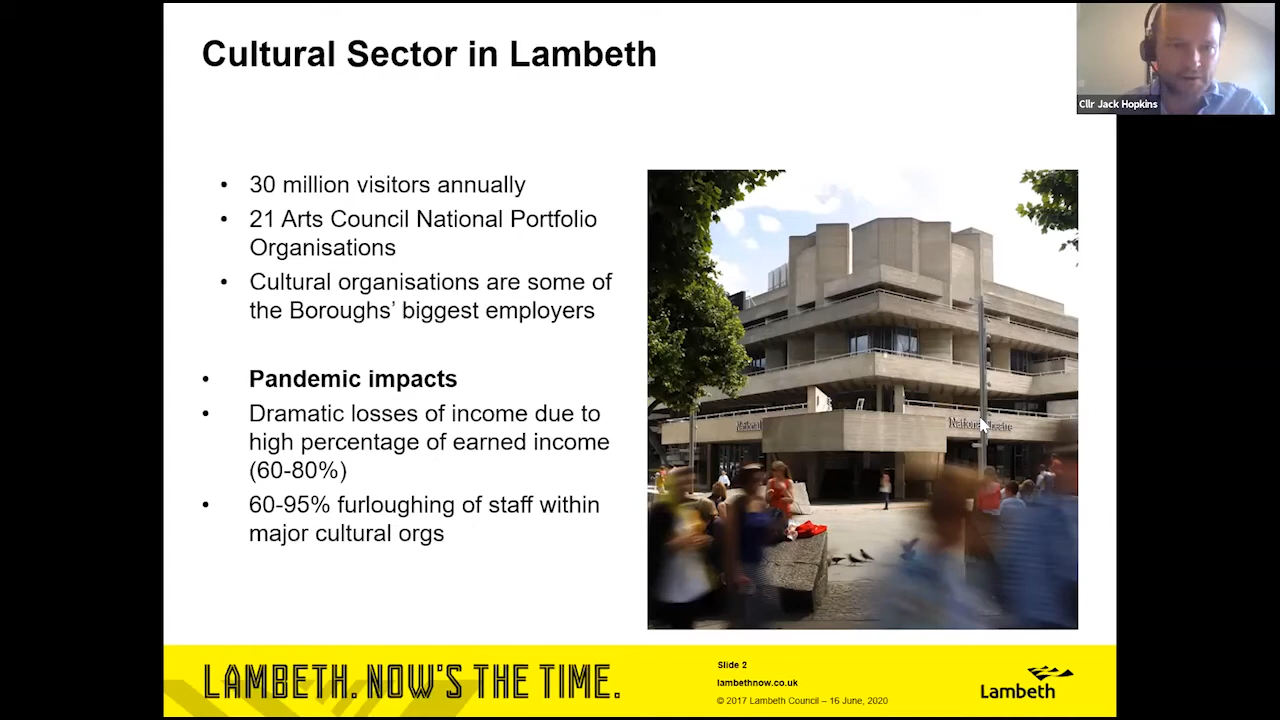 Cultural Sector in Lambeth
Cllr Jack Hopkins
• 30 million visitors annually
• 21 Arts Council National Portfolio
Organisations
• Cultural organisations are some of
the Boroughs’ biggest employers
• Pandemic impacts
• Dramatic losses of income due to
high percentage of earned income
(60-80%)
• 60-95% furloughing of staff within
major cultural orgs
National Theatre
LAMBETH. NOW'S THE TIME.
Slide 2
lambethnow.co.uk
© 2017 Lambeth Council – 16 June, 2020
Lambeth